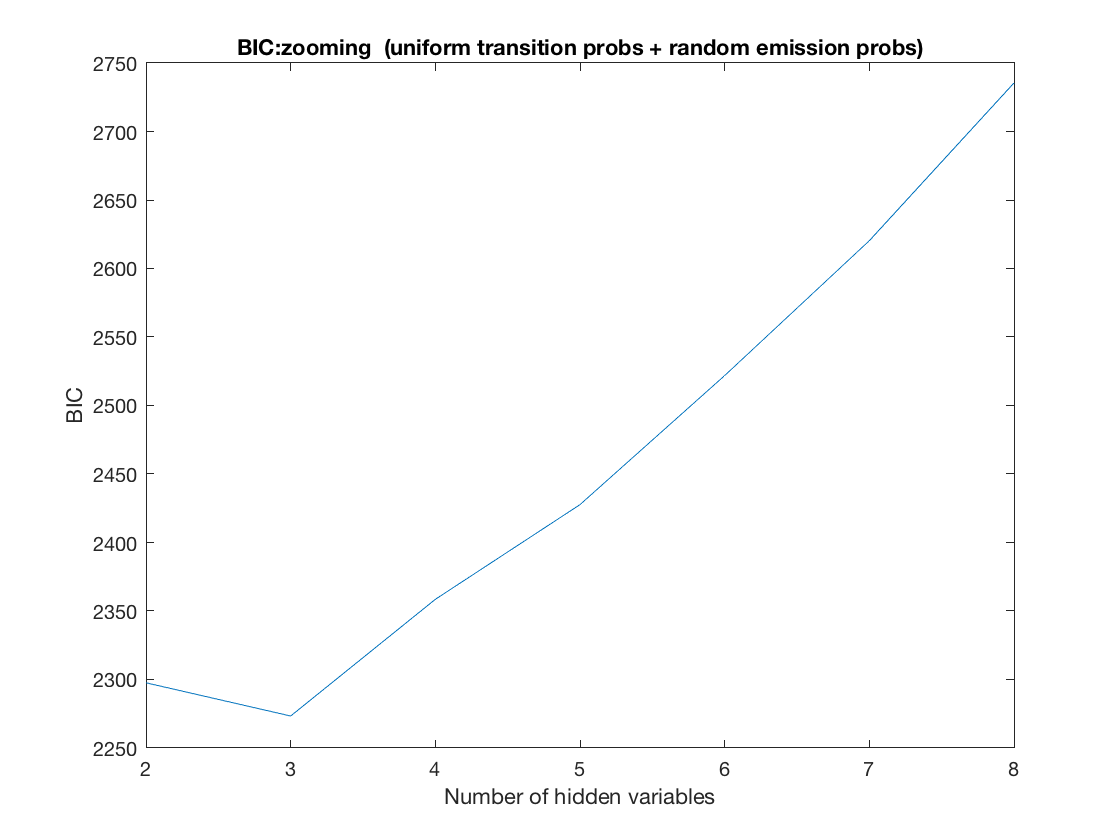 BIC:zooming  (uniform transition probs + random emission probs)
2750
2700
2650
2600
2550
2500
2450
2400
2350
2300
2250
BIC
2 3 4 5 6 7 8
Number of hidden variables